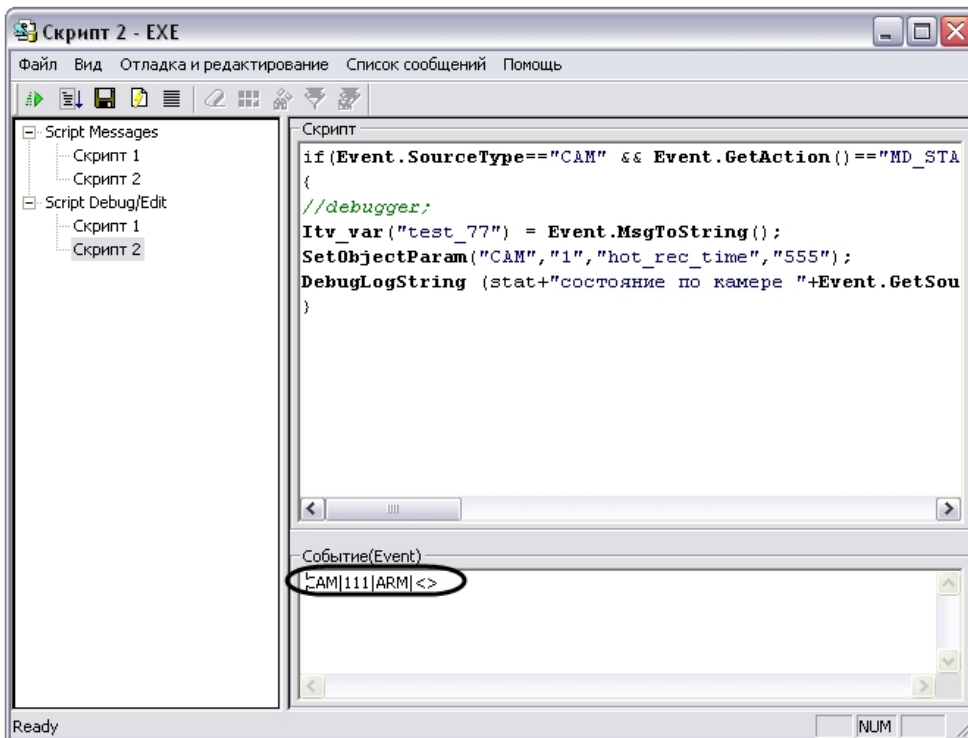 Скрипт 2 - EXE
Файл Вид Отладка и редактирование Список сообщений Помощь
Script Messages
Скрипт 1
Скрипт 2
Script Debug/Edit
Скрипт 1
Скрипт 2
Скрипт
if(Event.SourceType=="CAM" && Event.GetAction()=="MD_STA
{
//debugger;
Itv_var("test_77") = Event.MsgToString();
SetObjectParam("CAM","1","hot_rec_time","555");
DebugLogString (stat+"состояние по камере "+Event.GetSou
}
Событие(Event)
CAM|111|ARM|<>
Ready
NUM